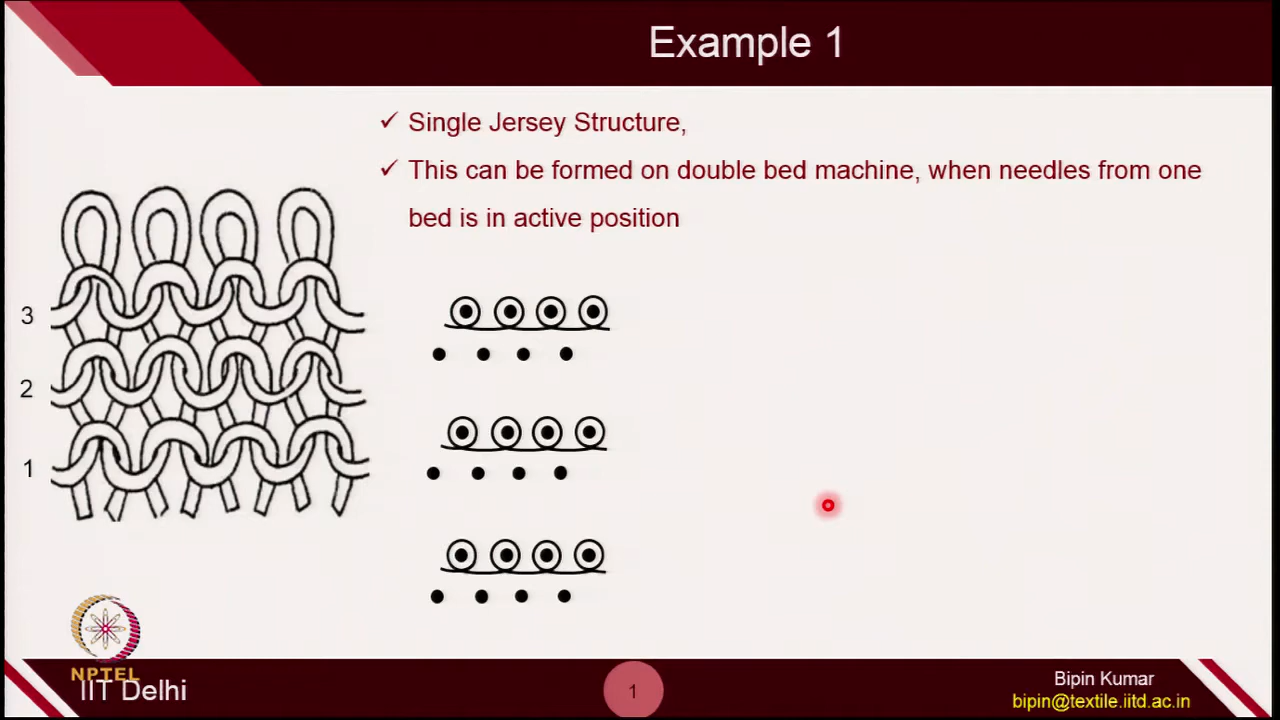 Example 1
✓ Single Jersey Structure,
✓ This can be formed on double bed machine, when needles from one
bed is in active position
3
2
1
NPTEL
IIT Delhi
1
Bipin Kumar
bipin@textile.iitd.ac.in